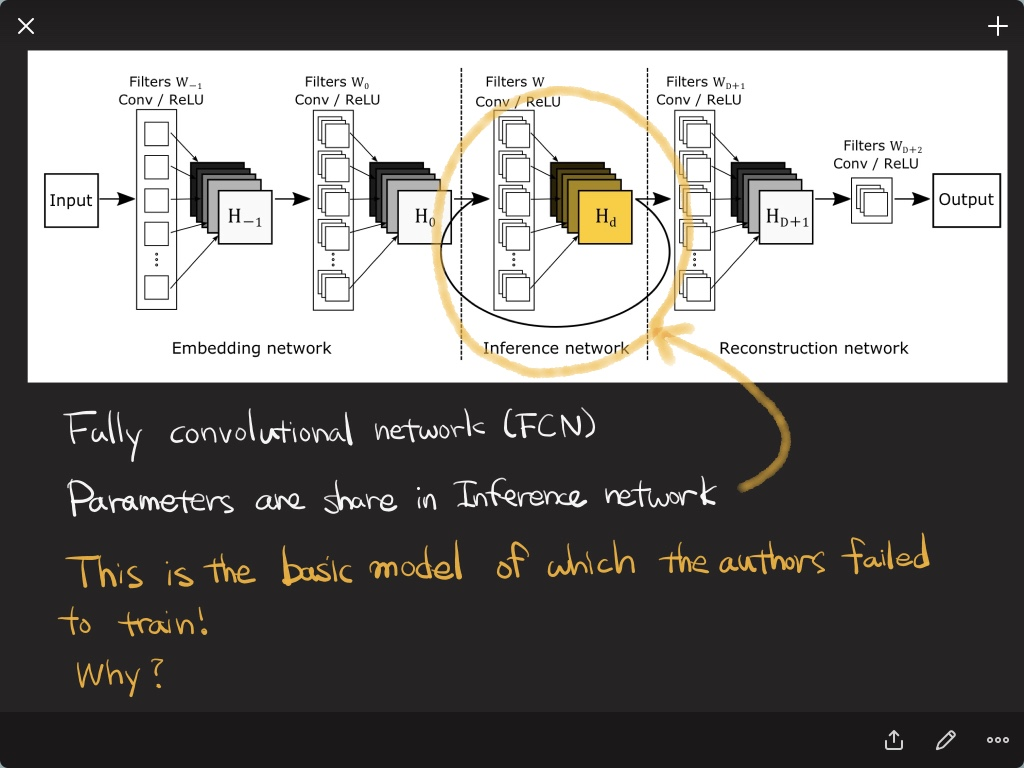 Filters W₋₁
Conv / ReLU
Filters W₀
Conv / ReLU
Filters W
Conv / ReLU
Filters W_D+1
Conv / ReLU
Filters W_D+2
Conv / ReLU
Input
H₋₁
H₀
H_d
H_D+1
Output
Embedding network
Inference network
Reconstruction network
Fully convolutional network (FCN)
Parameters are share in Inference network
This is the basic model of which the authors failed
to train!
Why?